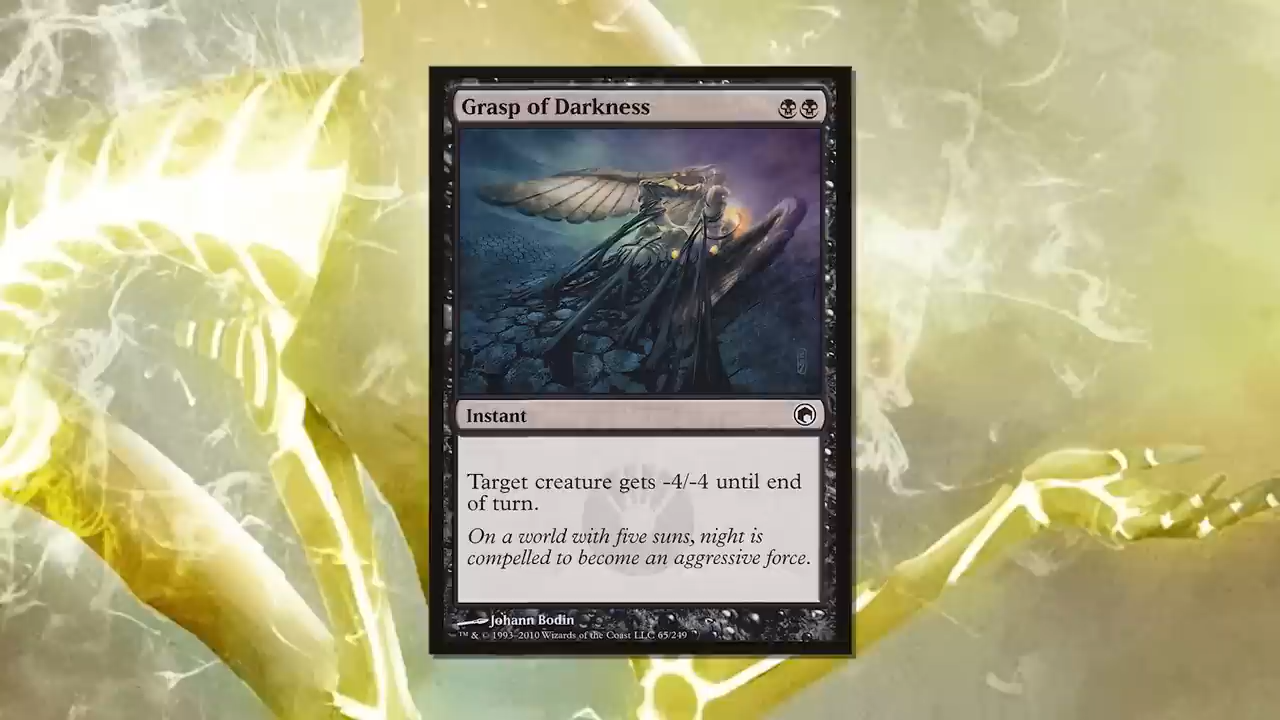 Grasp of Darkness
Instant
Target creature gets -4/-4 until end
of turn.
On a world with five suns, night is
compelled to become an aggressive force.
Johann Bodin
™ & © 1993–2010 Wizards of the Coast LLC 65/249